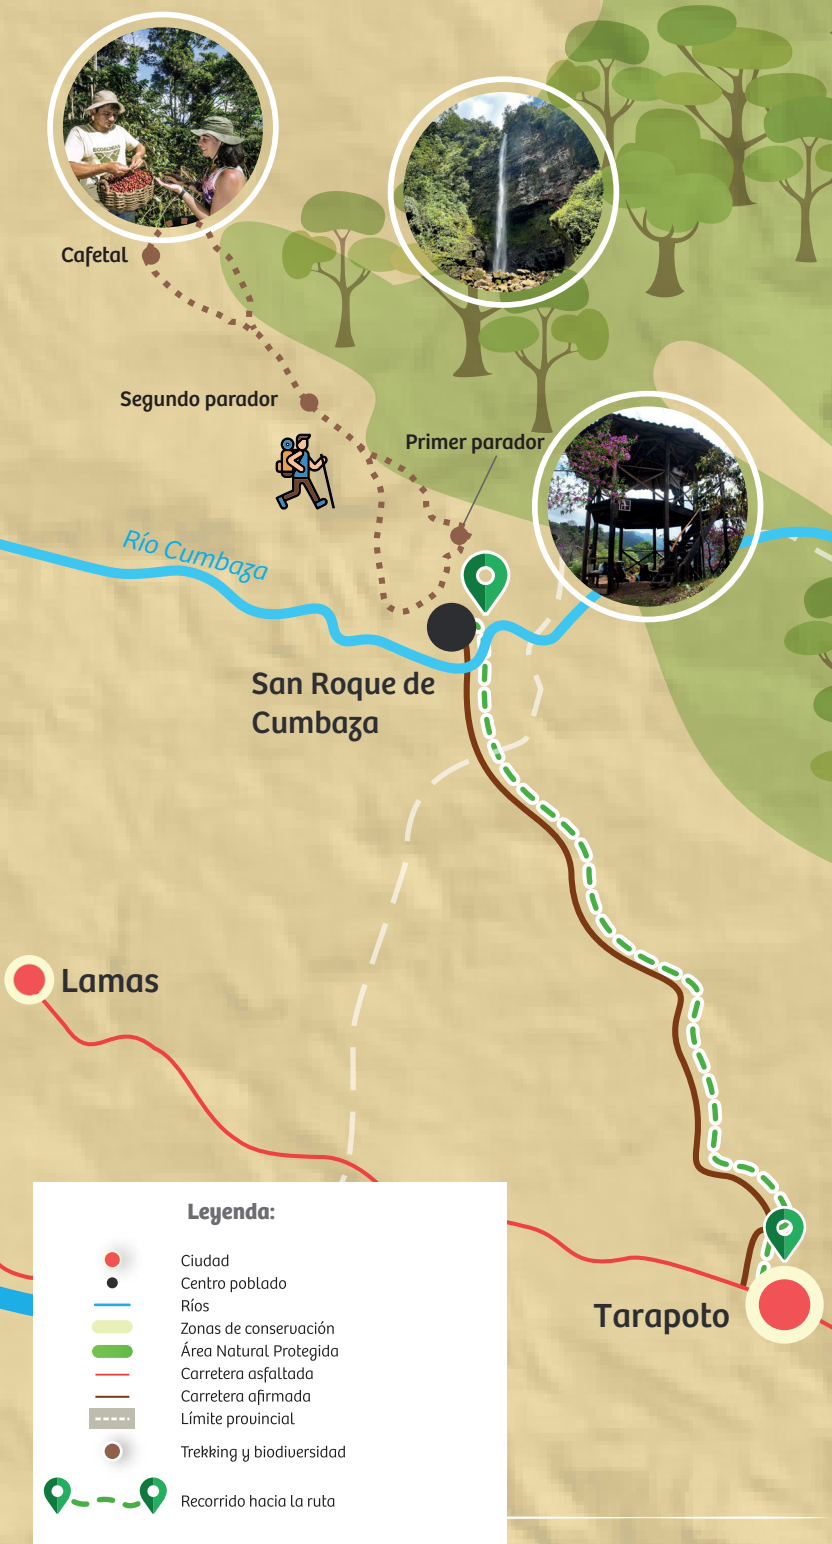 ECOALDEAS
Cafetal
Segundo parador
Primer parador
Río Cumbaza
San Roque de
Cumbaza
Lamas
Tarapoto
Leyenda:
Ciudad
Centro poblado
Ríos
Zonas de conservación
Área Natural Protegida
Carretera asfaltada
Carretera afirmada
Límite provincial
Trekking y biodiversidad
Recorrido hacia la ruta